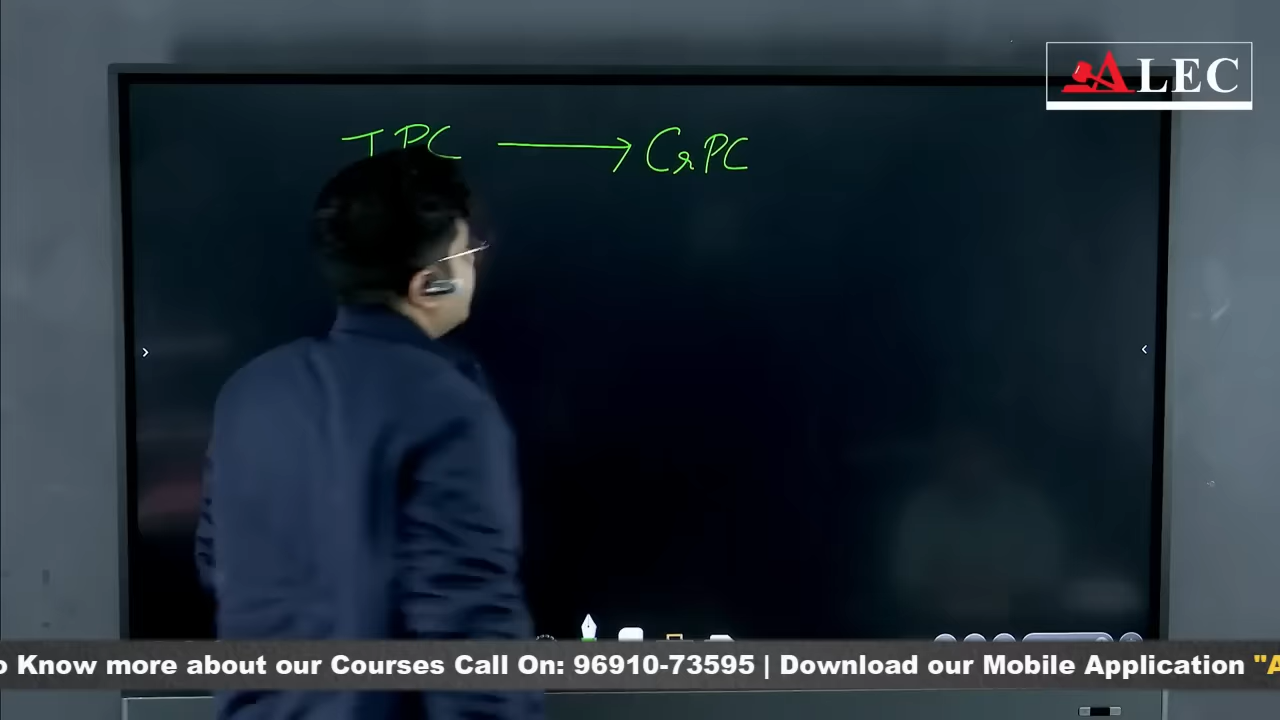 IPC → CrPC
ALEC
o Know more about our Courses Call On: 96910-73595 | Download our Mobile Application "A